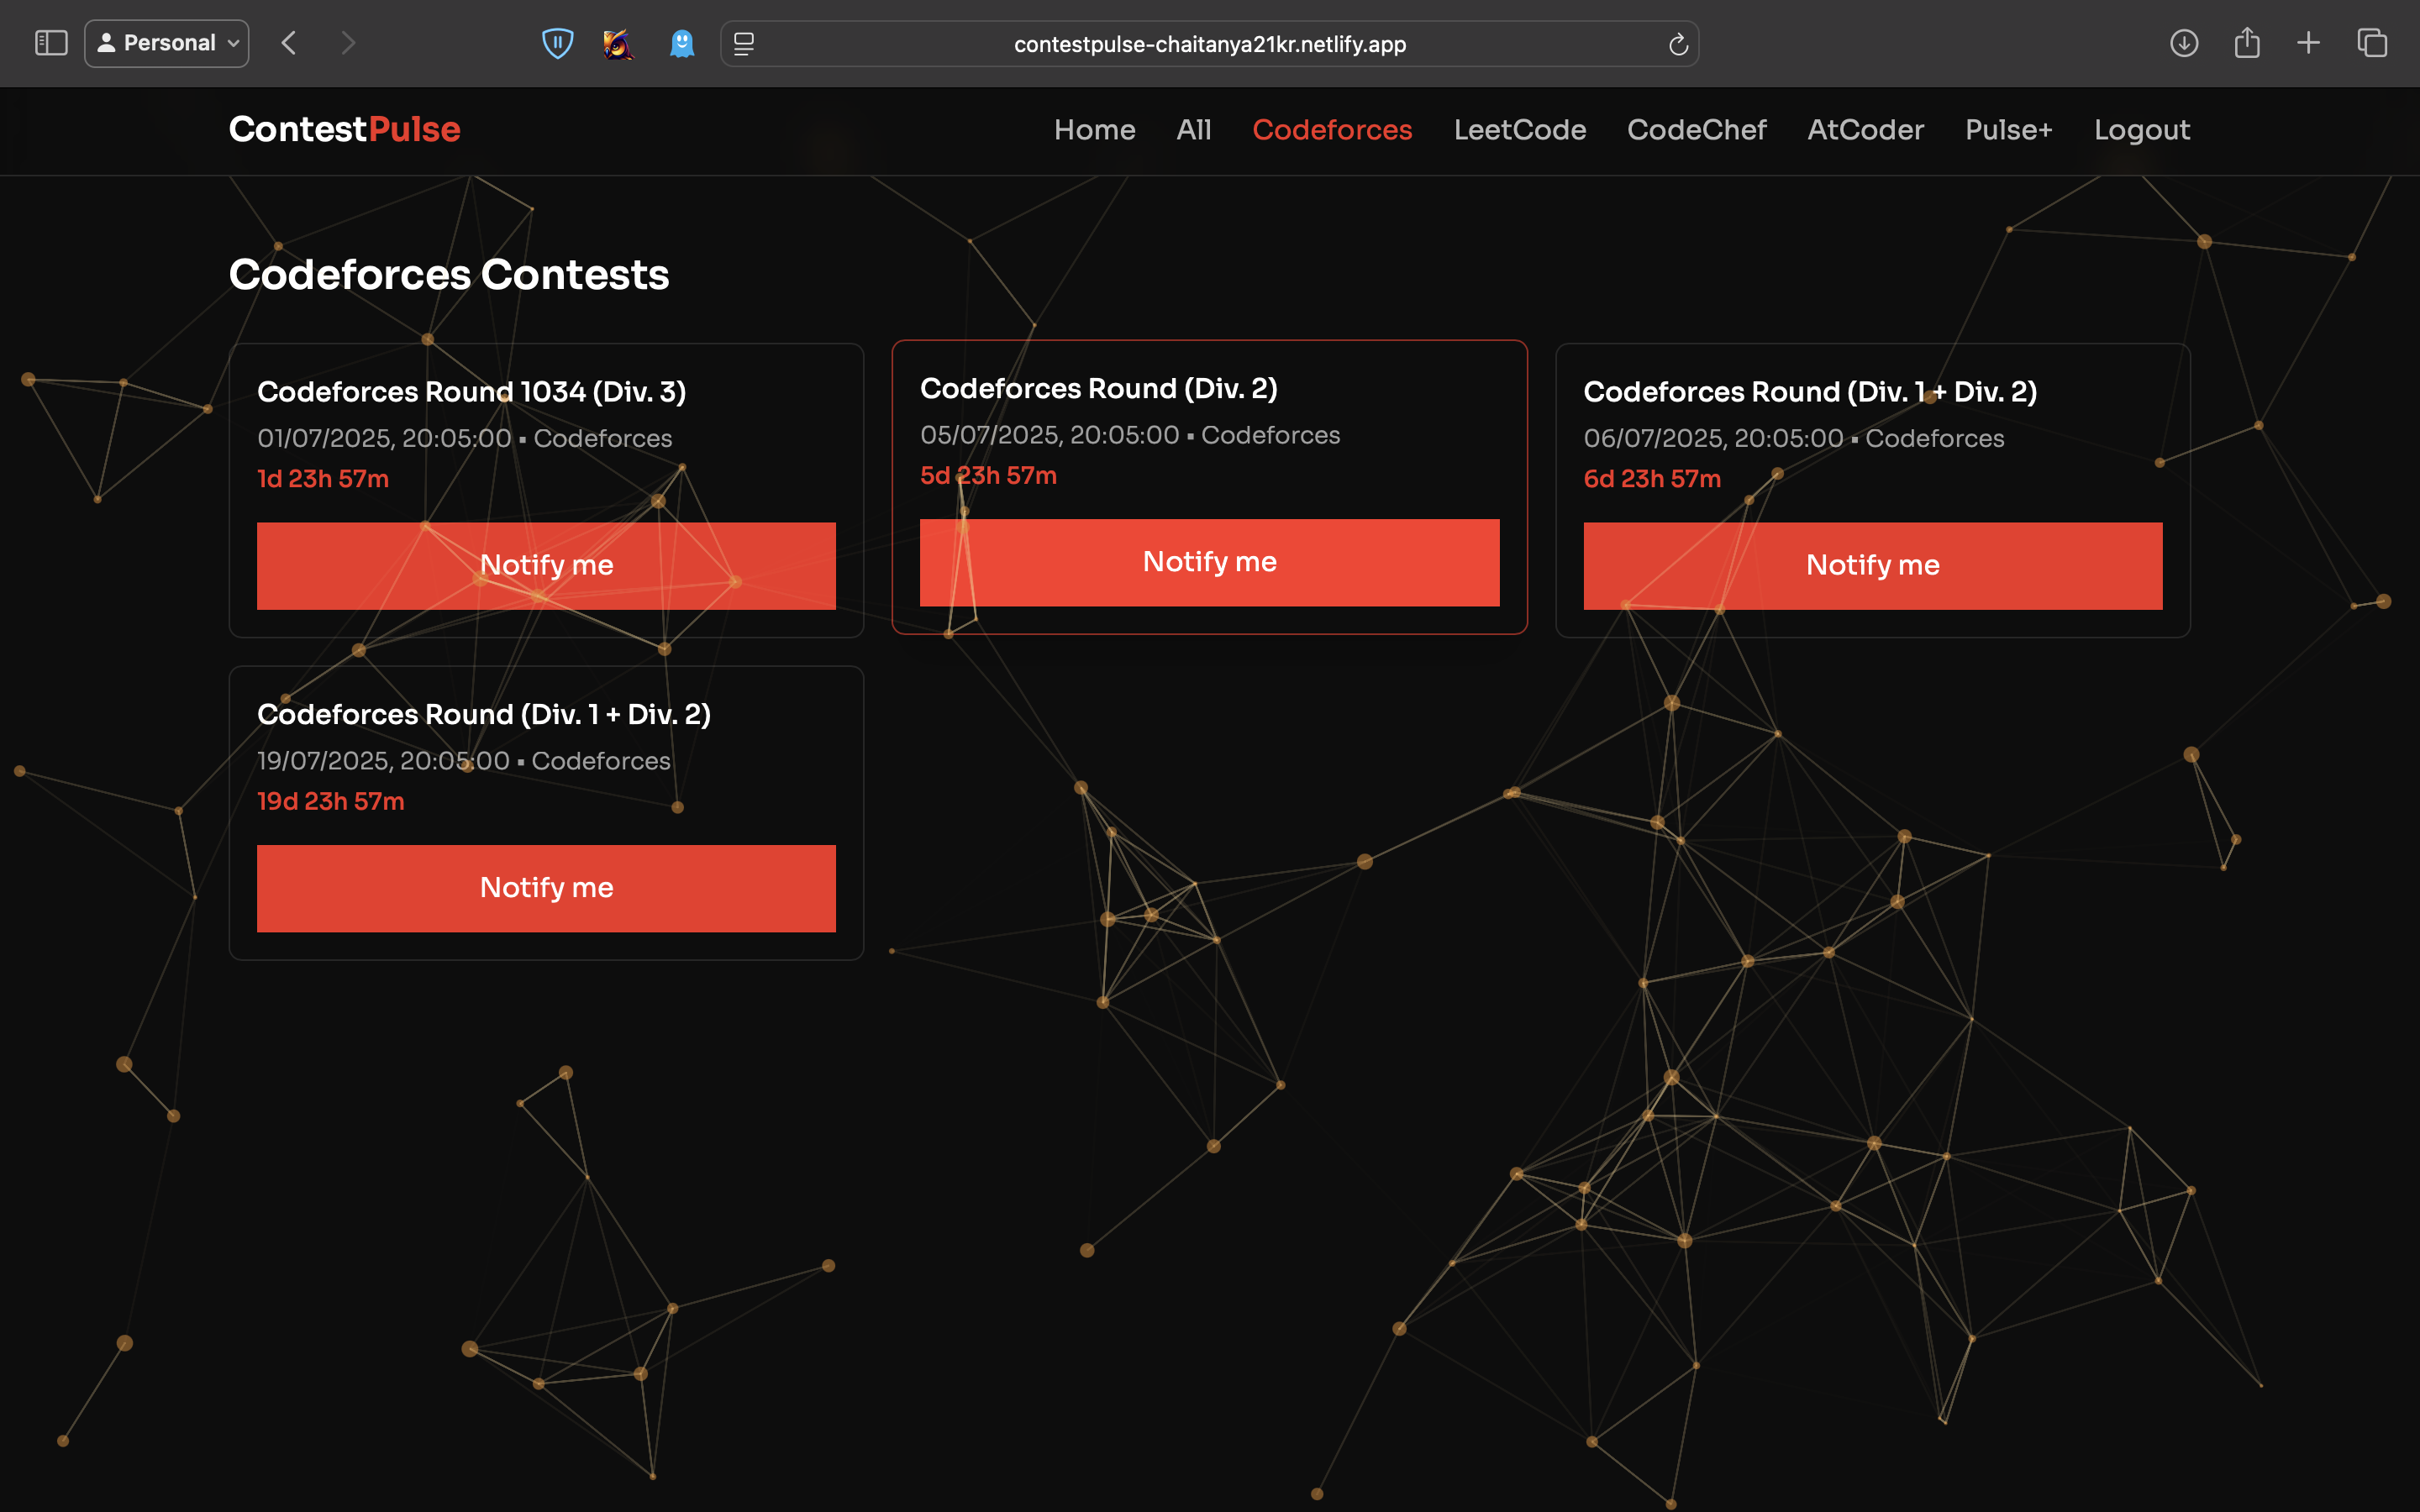 Personal
contestpulse-chaitanya21kr.netlify.app
ContestPulse
Home All Codeforces LeetCode CodeChef AtCoder Pulse+ Logout
Codeforces Contests
Codeforces Round 1034 (Div. 3)
01/07/2025, 20:05:00 ▪ Codeforces
1d 23h 57m
Notify me
Codeforces Round (Div. 2)
05/07/2025, 20:05:00 ▪ Codeforces
5d 23h 57m
Notify me
Codeforces Round (Div. 1 + Div. 2)
06/07/2025, 20:05:00 ▪ Codeforces
6d 23h 57m
Notify me
Codeforces Round (Div. 1 + Div. 2)
19/07/2025, 20:05:00 ▪ Codeforces
19d 23h 57m
Notify me